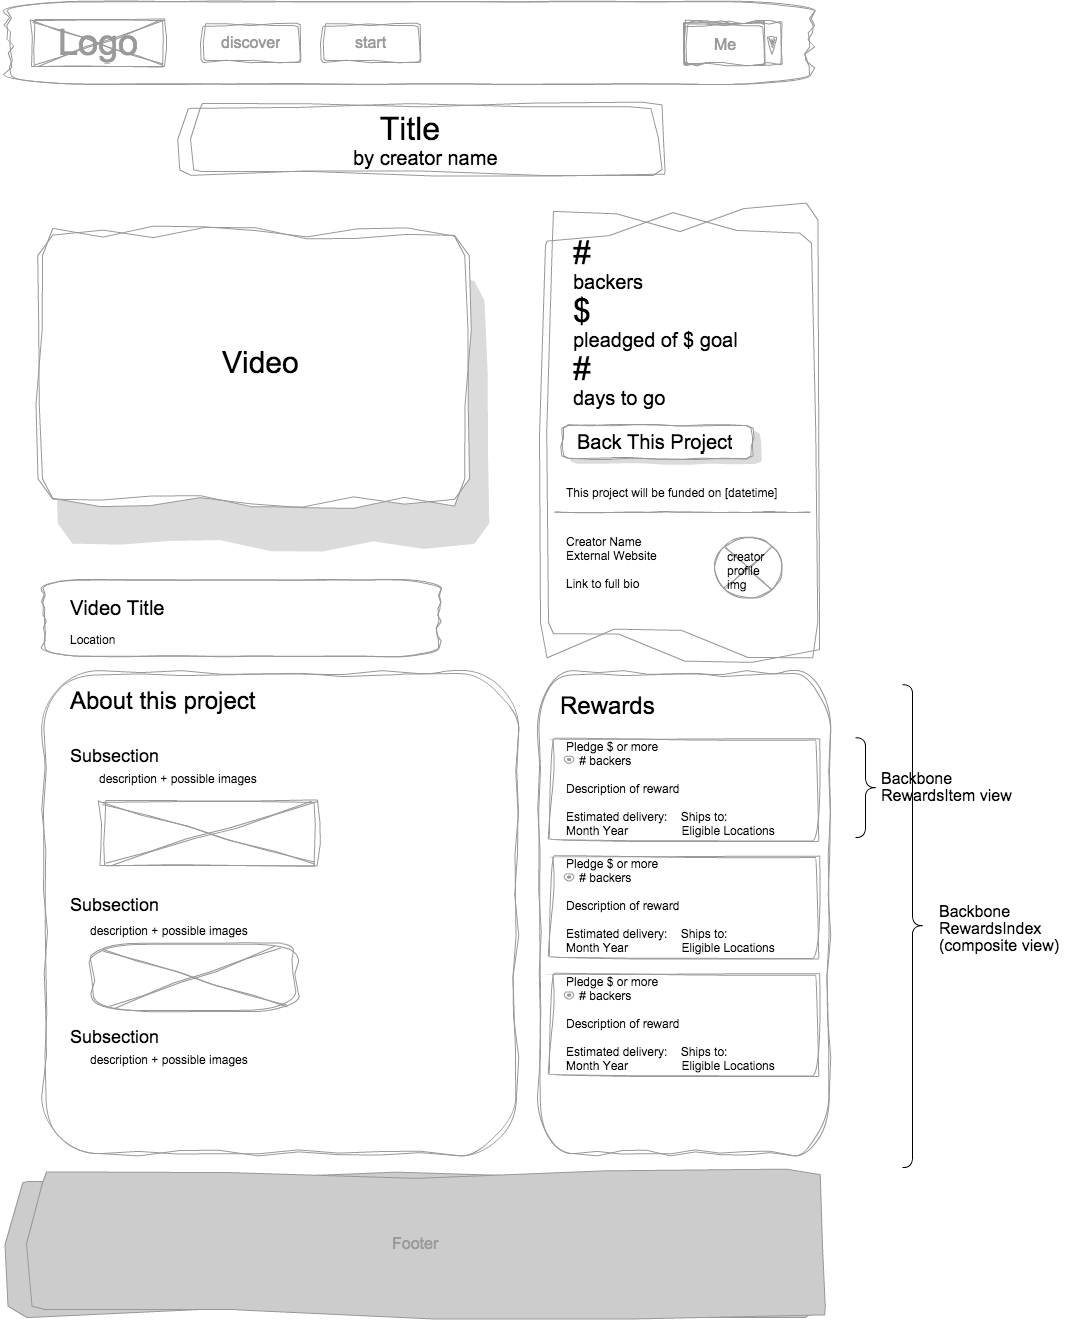 Logo
discover
start
Me
Title
by creator name
Video
#
backers
$
pleadged of $ goal
#
days to go
Back This Project
This project will be funded on [datetime]
Creator Name
External Website
Link to full bio
creator
profile
img
Video Title
Location
About this project
Subsection
description + possible images
Subsection
description + possible images
Subsection
description + possible images
Rewards
Pledge $ or more
# backers
Description of reward
Estimated delivery: Ships to:
Month Year Eligible Locations
Pledge $ or more
# backers
Description of reward
Estimated delivery: Ships to:
Month Year Eligible Locations
Pledge $ or more
# backers
Description of reward
Estimated delivery: Ships to:
Month Year Eligible Locations
Backbone
RewardsItem view
Backbone
RewardsIndex
(composite view)
Footer